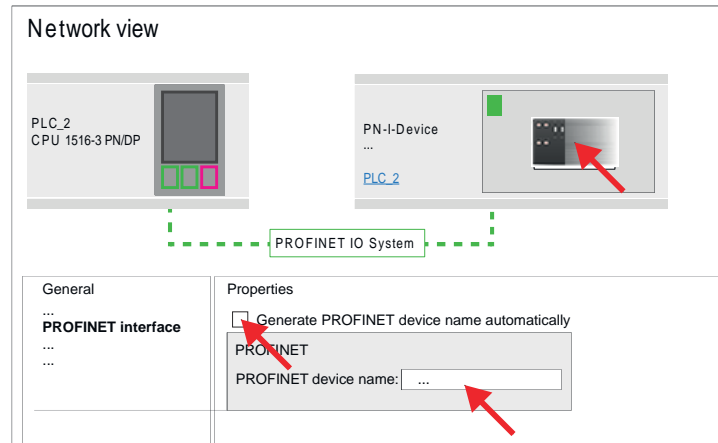 Network view
PLC_2
CPU 1516-3 PN/DP
PN-I-Device
...
PLC_2
PROFINET IO System
General
...
PROFINET interface
...
...
Properties
Generate PROFINET device name automatically
PROFINET
PROFINET device name:
...